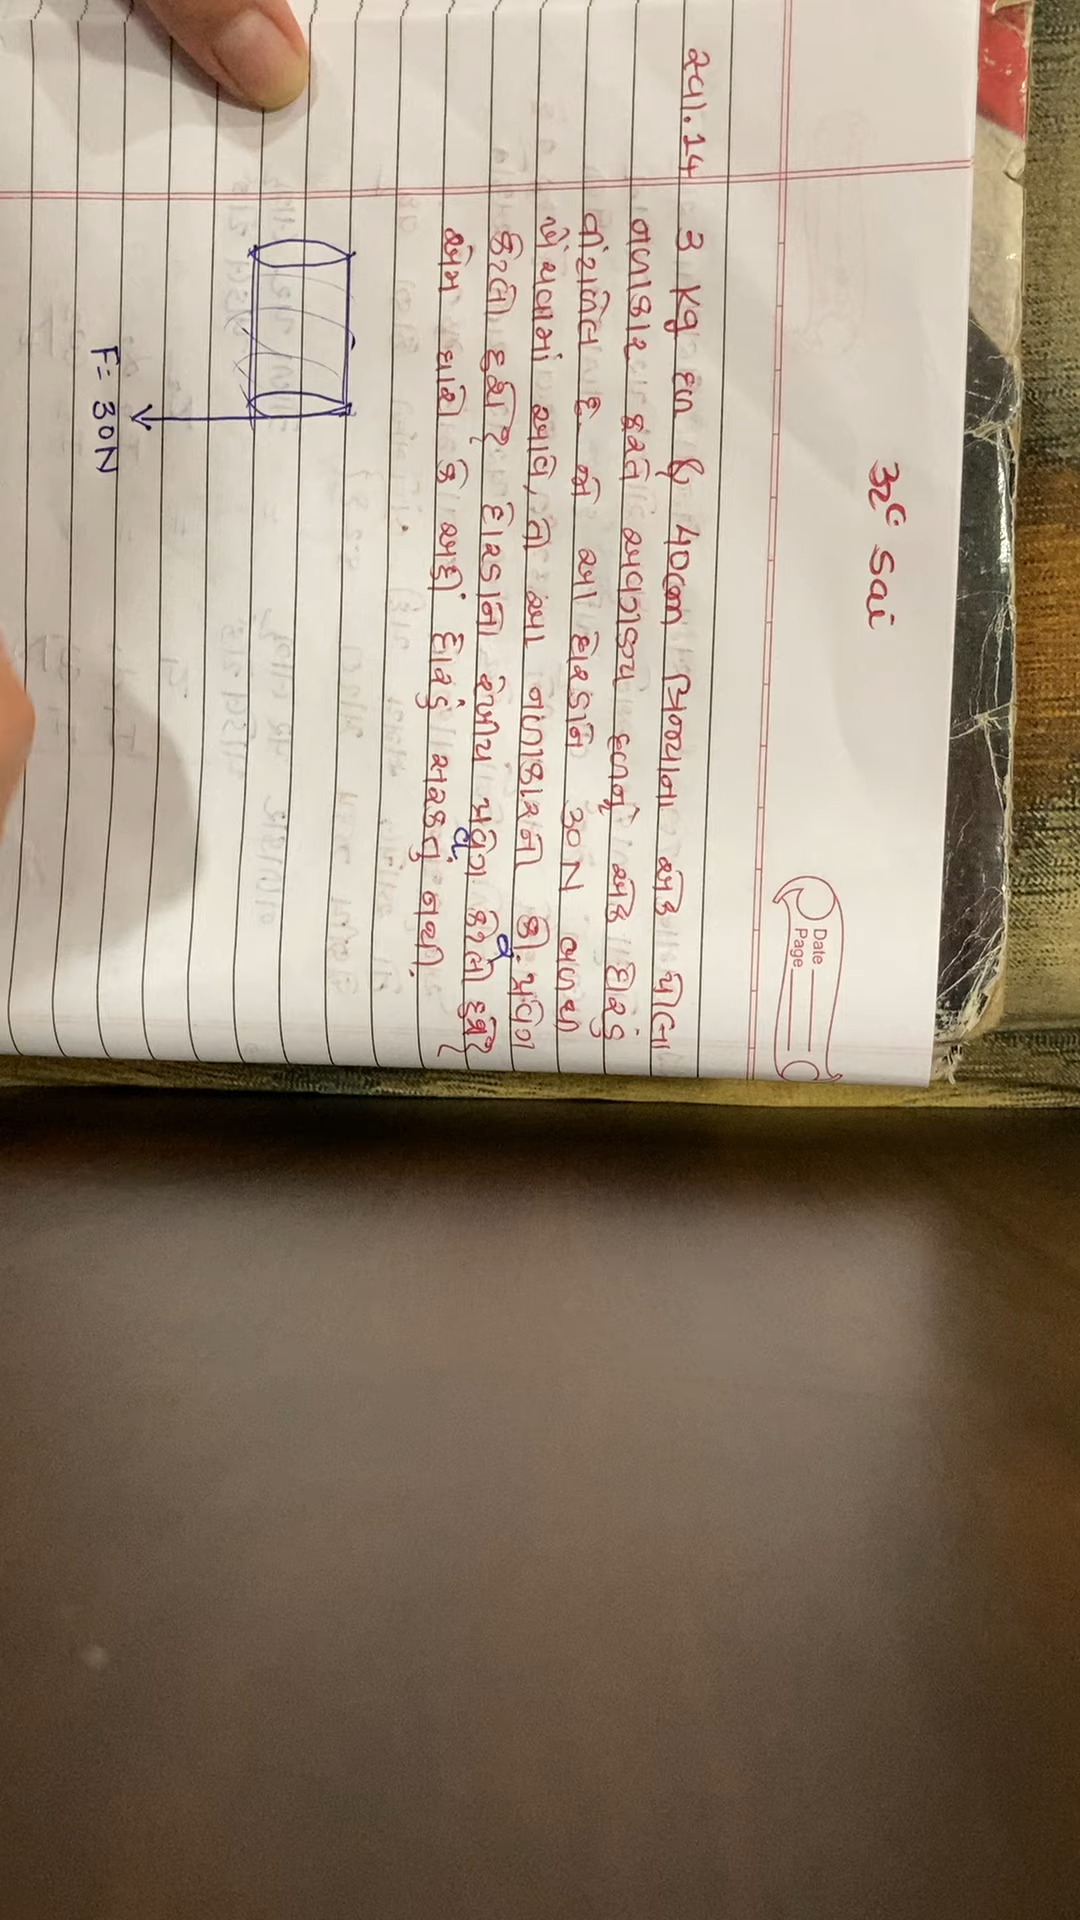 ૐ sai
Date
Page
સ્વા.14 3 kg દળ & 40cm ત્રિજ્યાના એક પોલા
નળાકાર ફરતે અવગણ્ય દળનું એક દોરડું
વીંટાળેલ છે. જો આ દોરડાને 30N બળથી
ખેંચવામાં આવે, તો આ નળાકારનો કો. પ્રવેગ
કેટલો હશે? દોરડાનો રેખીય પ્રવેગ કેટલો હશે?
એમ ધારો કે અહીં દોરડું સરકતું નથી.
F = 30N